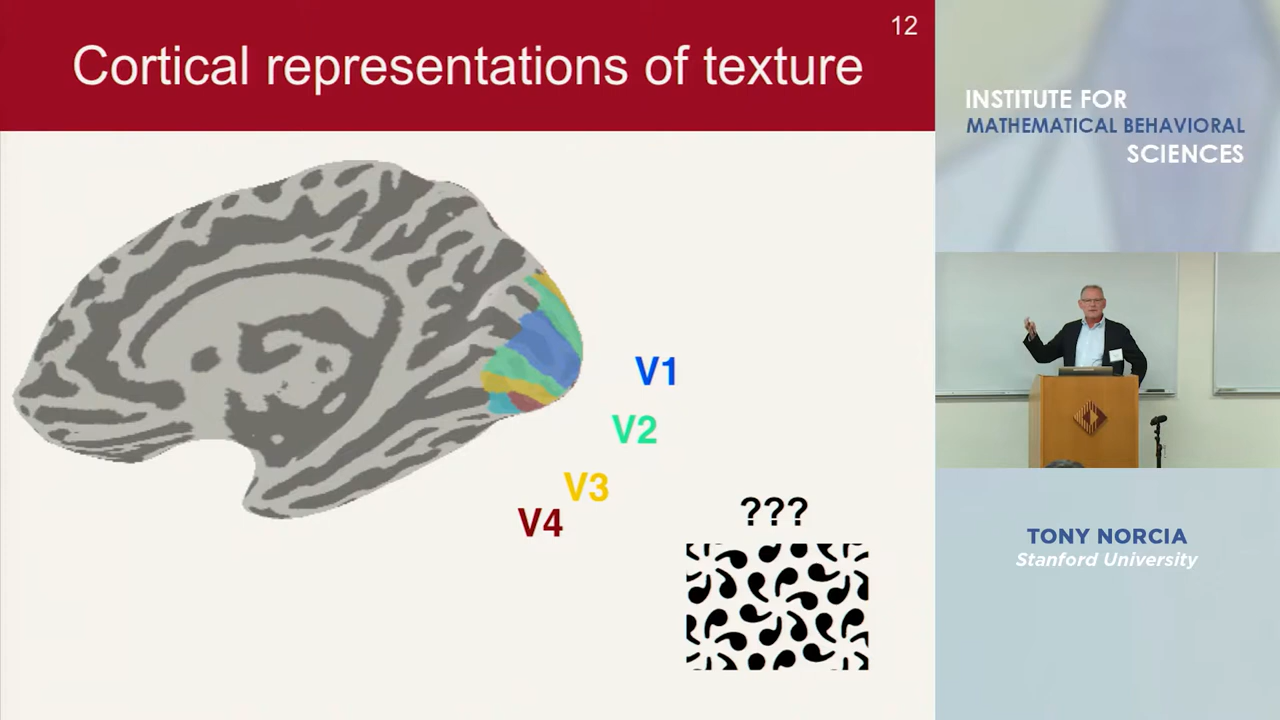 12
Cortical representations of texture
V1
V2
V3
V4
???
INSTITUTE FOR
MATHEMATICAL BEHAVIORAL
SCIENCES
TONY NORCIA
Stanford University